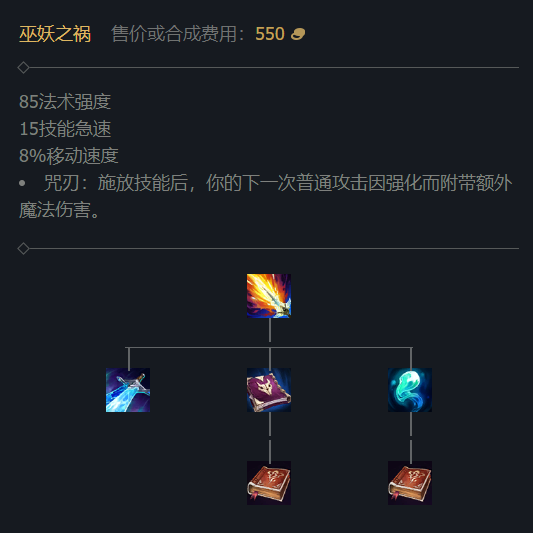 巫妖之祸 售价或合成费用：550
85法术强度
15技能急速
8%移动速度
• 咒刃：施放技能后，你的下一次普通攻击因强化而附带额外
魔法伤害。